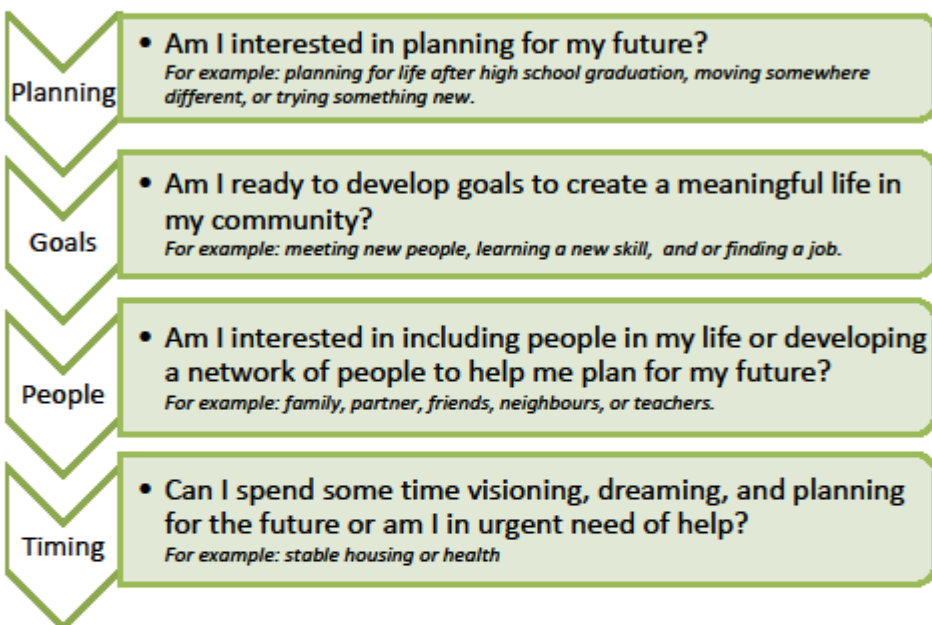 Planning
• Am I interested in planning for my future?
For example: planning for life after high school graduation, moving somewhere
different, or trying something new.
Goals
• Am I ready to develop goals to create a meaningful life in
my community?
For example: meeting new people, learning a new skill, and or finding a job.
People
• Am I interested in including people in my life or developing
a network of people to help me plan for my future?
For example: family, partner, friends, neighbours, or teachers.
Timing
• Can I spend some time visioning, dreaming, and planning
for the future or am I in urgent need of help?
For example: stable housing or health